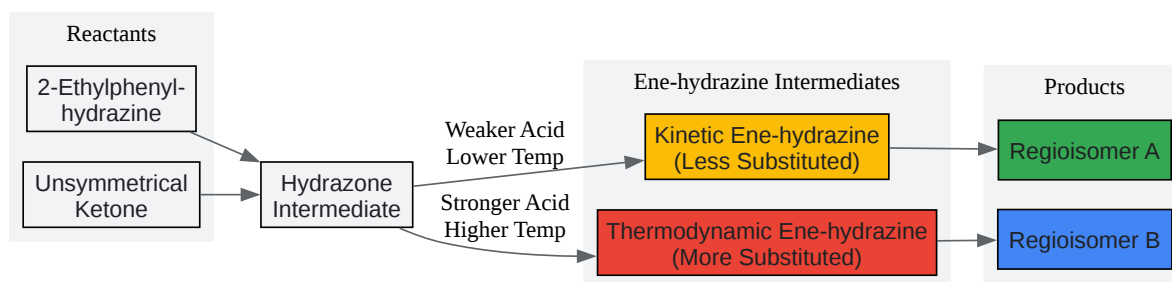 Reactants
2-Ethylphenyl-
hydrazine
Unsymmetrical
Ketone
Hydrazone
Intermediate
Weaker Acid
Lower Temp
Stronger Acid
Higher Temp
Ene-hydrazine Intermediates
Kinetic Ene-hydrazine
(Less Substituted)
Thermodynamic Ene-hydrazine
(More Substituted)
Products
Regioisomer A
Regioisomer B